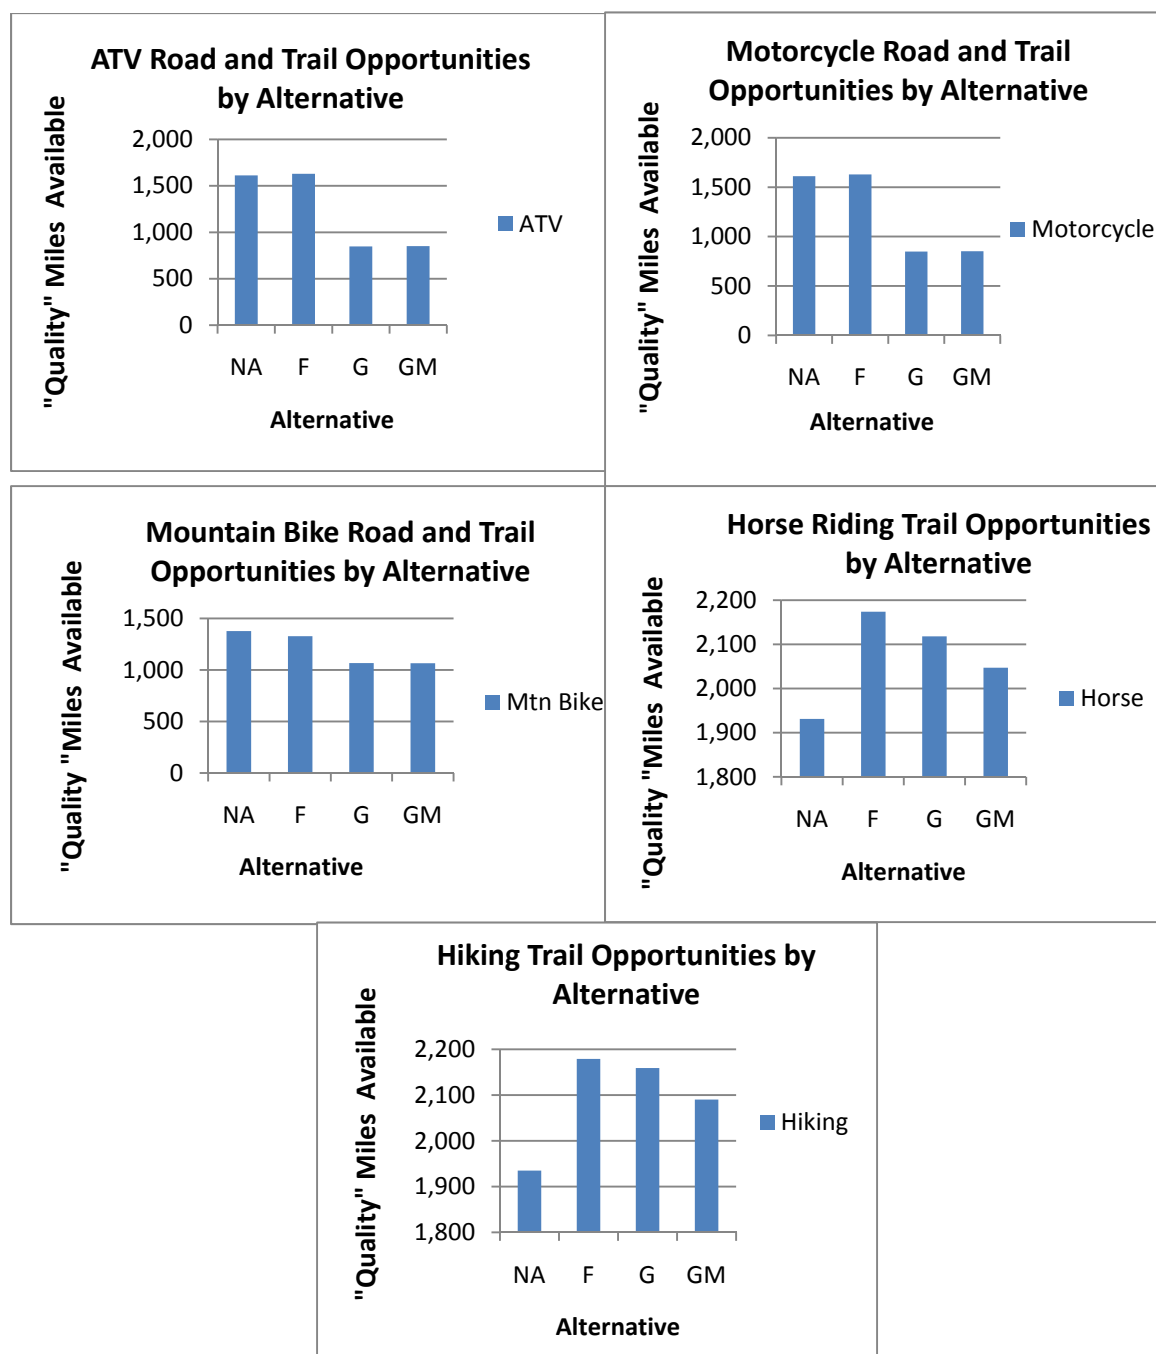 ATV Road and Trail Opportunities
by Alternative
"Quality" Miles Available
2,000
1,500
1,000
500
0
NA F G GM
Alternative
ATV
Motorcycle Road and Trail
Opportunities by Alternative
"Quality" Miles Available
2,000
1,500
1,000
500
0
NA F G GM
Alternative
Motorcycle
Mountain Bike Road and Trail
Opportunities by Alternative
"Quality "Miles Available
1,500
1,000
500
0
NA F G GM
Alternative
Mtn Bike
Horse Riding Trail Opportunities
by Alternative
"Quality "Miles Available
2,200
2,100
2,000
1,900
1,800
NA F G GM
Alternative
Horse
Hiking Trail Opportunities by
Alternative
"Quality" Miles Available
2,200
2,100
2,000
1,900
1,800
NA F G GM
Alternative
Hiking